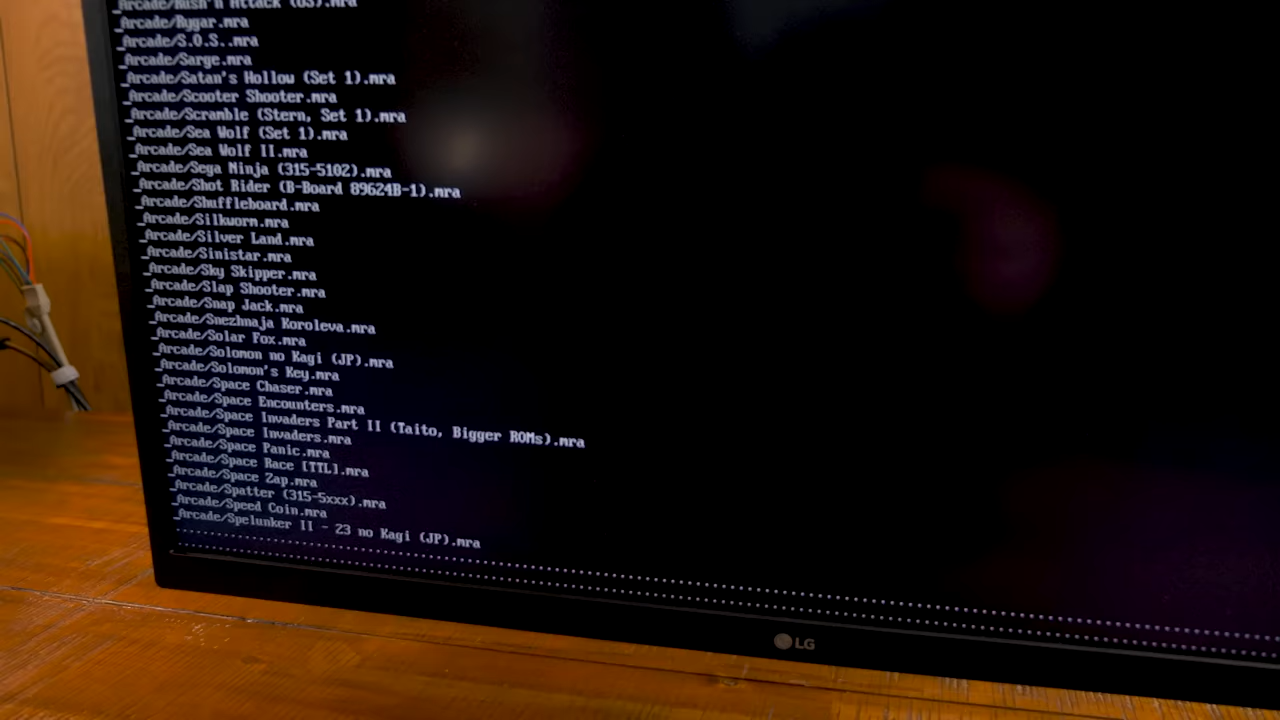 _Arcade/Rush'n Attack (US).mra
_Arcade/Rygar.mra
_Arcade/S.O.S..mra
_Arcade/Sarge.mra
_Arcade/Satan's Hollow (Set 1).mra
_Arcade/Scooter Shooter.mra
_Arcade/Scramble (Stern, Set 1).mra
_Arcade/Sea Wolf (Set 1).mra
_Arcade/Sea Wolf II.mra
_Arcade/Sega Ninja (315-5102).mra
_Arcade/Shot Rider (B-Board 89624B-1).mra
_Arcade/Shuffleboard.mra
_Arcade/Silkworm.mra
_Arcade/Silver Land.mra
_Arcade/Sinistar.mra
_Arcade/Sky Skipper.mra
_Arcade/Slap Shooter.mra
_Arcade/Snap Jack.mra
_Arcade/Snezhnaja Koroleva.mra
_Arcade/Solar Fox.mra
_Arcade/Solomon no Kagi (JP).mra
_Arcade/Solomon's Key.mra
_Arcade/Space Chaser.mra
_Arcade/Space Encounters.mra
_Arcade/Space Invaders Part II (Taito, Bigger ROMs).mra
_Arcade/Space Invaders.mra
_Arcade/Space Panic.mra
_Arcade/Space Race [TTL].mra
_Arcade/Space Zap.mra
_Arcade/Spatter (315-5xxx).mra
_Arcade/Speed Coin.mra
_Arcade/Spelunker II - 23 no Kagi (JP).mra
LG